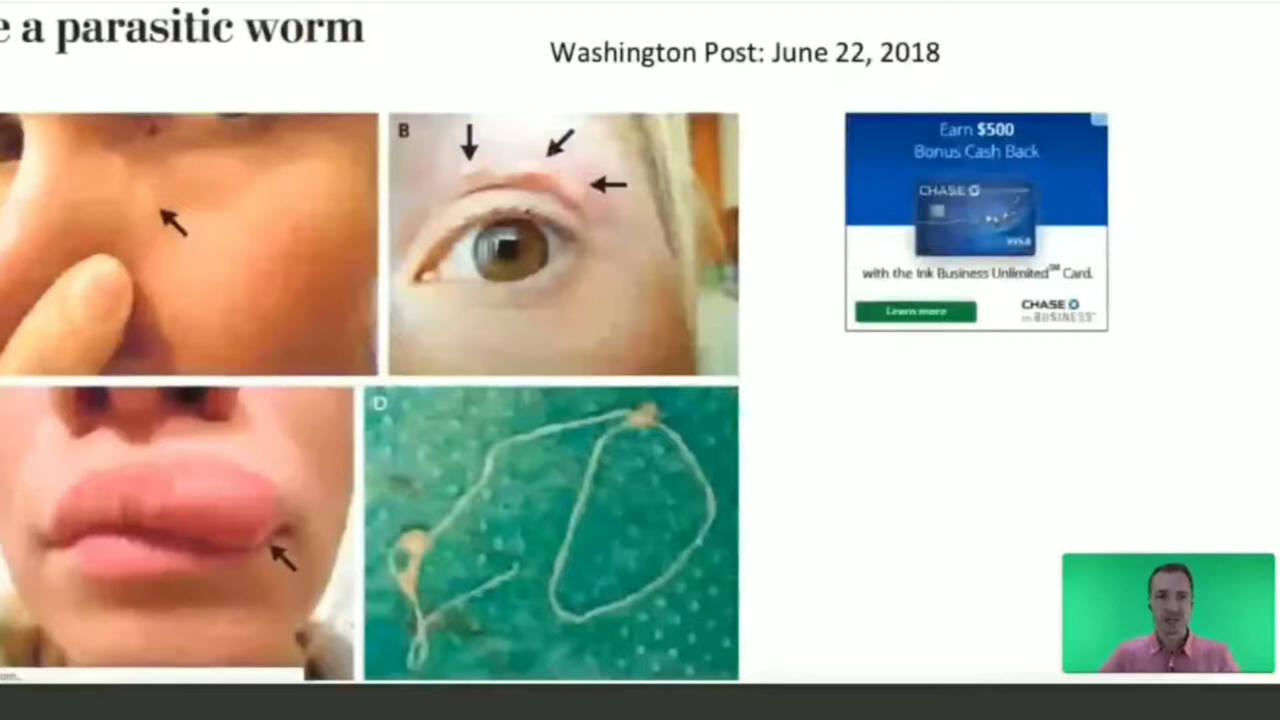 e a parasitic worm
Washington Post: June 22, 2018
B
D
Earn $500
Bonus Cash Back
CHASE
VISA
with the Ink Business Unlimited℠ Card.
Learn more
CHASE
for BUSINESS